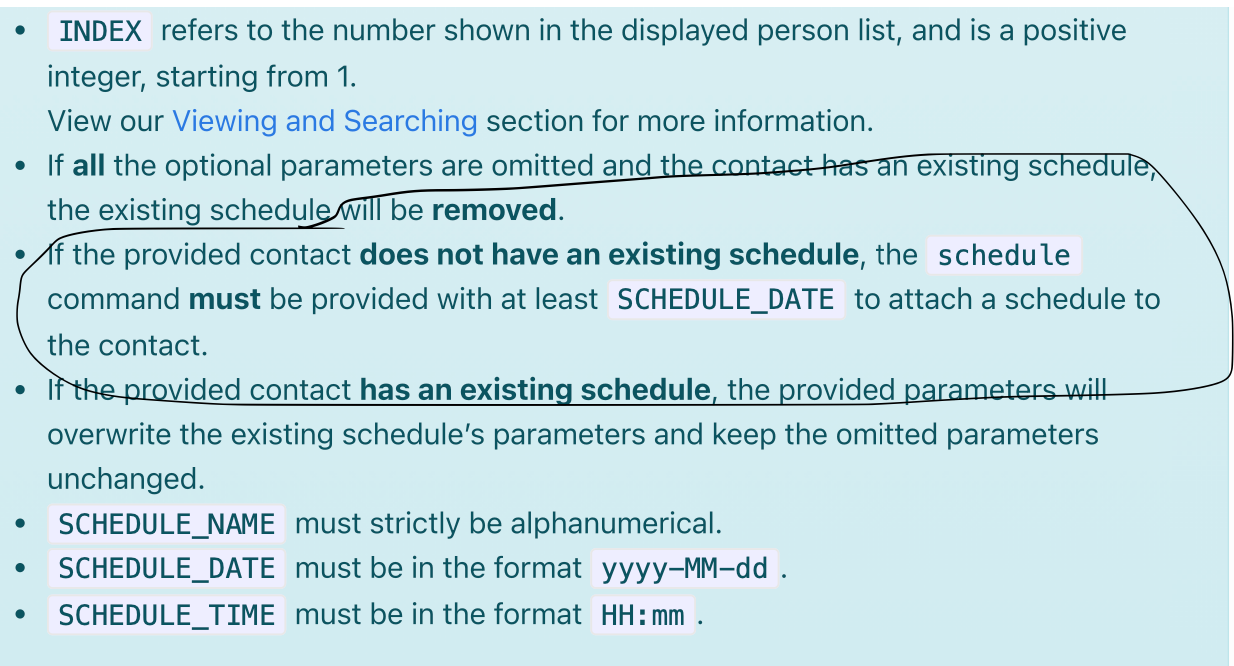 INDEX refers to the number shown in the displayed person list, and is a positive
integer, starting from 1.
View our Viewing and Searching section for more information.
If all the optional parameters are omitted and the contact has an existing schedule,
the existing schedule will be removed.
If the provided contact does not have an existing schedule, the schedule
command must be provided with at least SCHEDULE_DATE to attach a schedule to
the contact.
If the provided contact has an existing schedule, the provided parameters will
overwrite the existing schedule’s parameters and keep the omitted parameters
unchanged.
SCHEDULE_NAME must strictly be alphanumerical.
SCHEDULE_DATE must be in the format yyyy-MM-dd.
SCHEDULE_TIME must be in the format HH:mm.